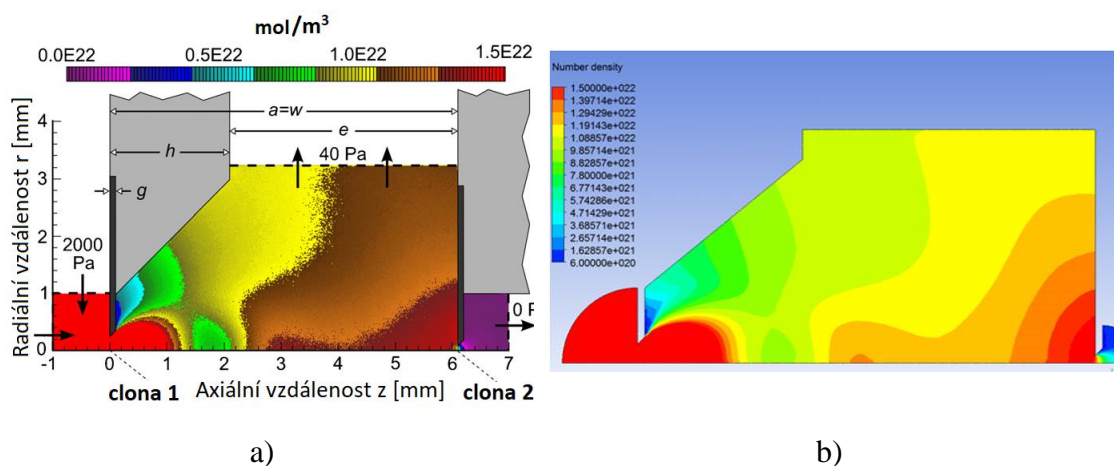 mol/m³
0.0E22 0.5E22 1.0E22 1.5E22
a=w
e
h
40 Pa
g
2000
Pa
0 P
Radiální vzdálenost r [mm]
4
3
2
1
0
-1 0 1 2 3 4 5 6 7
clona 1 Axiální vzdálenost z [mm] clona 2
a)
Number density
1.50000e+022
1.39714e+022
1.29429e+022
1.19143e+022
1.08857e+022
9.85714e+021
8.82857e+021
7.80000e+021
6.77143e+021
5.74286e+021
4.71429e+021
3.68571e+021
2.65714e+021
1.62857e+021
6.00000e+020
b)